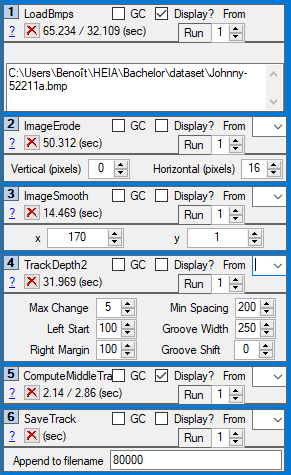 1 LoadBmps GC Display? From
? 65.234 / 32.109 (sec) Run 1
C:\Users\Benoît\HEIA\Bachelor\dataset\Johnny-
52211a.bmp
2 ImageErode GC Display? From
? 50.312 (sec) Run 1
Vertical (pixels) 0 Horizontal (pixels) 16
3 ImageSmooth GC Display? From
? 14.469 (sec) Run 1
x 170 y 1
4 TrackDepth2 GC Display? From
? 31.969 (sec) Run 1
Max Change 5 Min Spacing 200
Left Start 100 Groove Width 250
Right Margin 100 Groove Shift 0
5 ComputeMiddleTra GC Display? From
? 2.14 / 2.86 (sec) Run 1
6 SaveTrack GC Display? From
? (sec) Run 1
Append to filename 80000